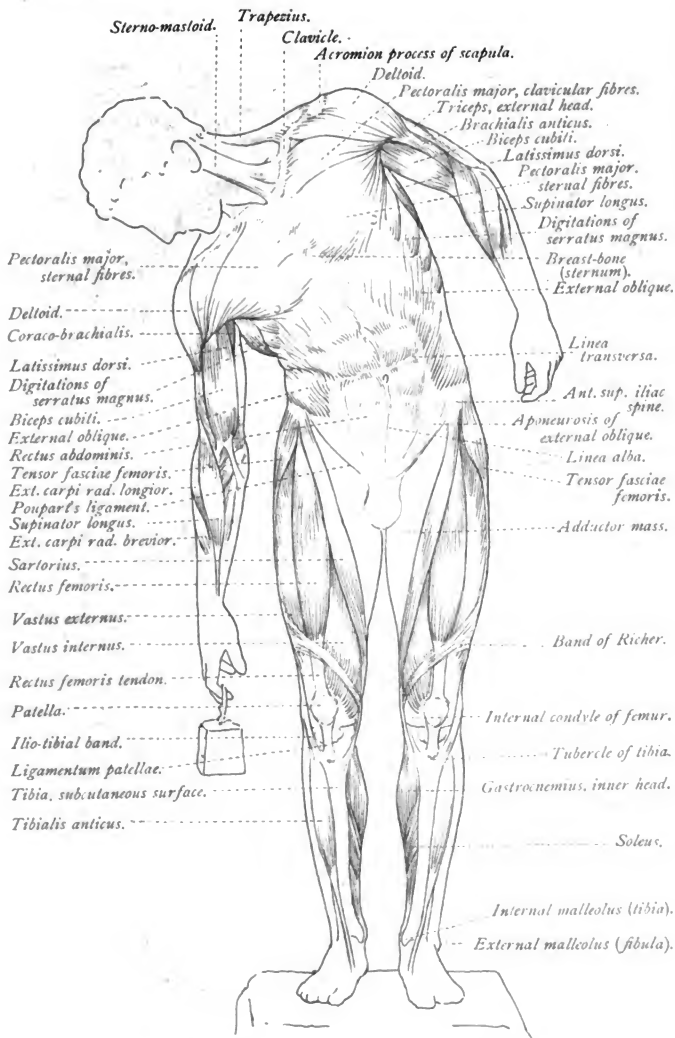 Trapezius.
Sterno-mastoid.
Clavicle.
Acromion process of scapula.
Deltoid.
Pectoralis major, clavicular fibres.
Triceps, external head.
Brachialis anticus.
Biceps cubiti.
Latissimus dorsi.
Pectoralis major,
sternal fibres.
Supinator longus.
Digitations of
serratus magnus.
Breast-bone
(sternum).
External oblique.
Linea
transversa.
Ant. sup. iliac
spine.
Aponeurosis of
external oblique.
Linea alba.
Tensor fasciae
femoris.
Adductor mass.
Band of Richer.
Internal condyle of femur.
Tubercle of tibia.
Gastrocnemius, inner head.
Soleus.
Internal malleolus (tibia).
External malleolus (fibula).
Pectoralis major,
sternal fibres.
Deltoid.
Coraco-brachialis.
Latissimus dorsi.
Digitations of
serratus magnus.
Biceps cubiti.
External oblique.
Rectus abdominis.
Tensor fasciae femoris.
Ext. carpi rad. longior.
Poupart's ligament.
Supinator longus.
Ext. carpi rad. brevior.
Sartorius.
Rectus femoris.
Vastus externus.
Vastus internus.
Rectus femoris tendon.
Patella.
Ilio-tibial band.
Ligamentum patellae.
Tibia, subcutaneous surface.
Tibialis anticus.